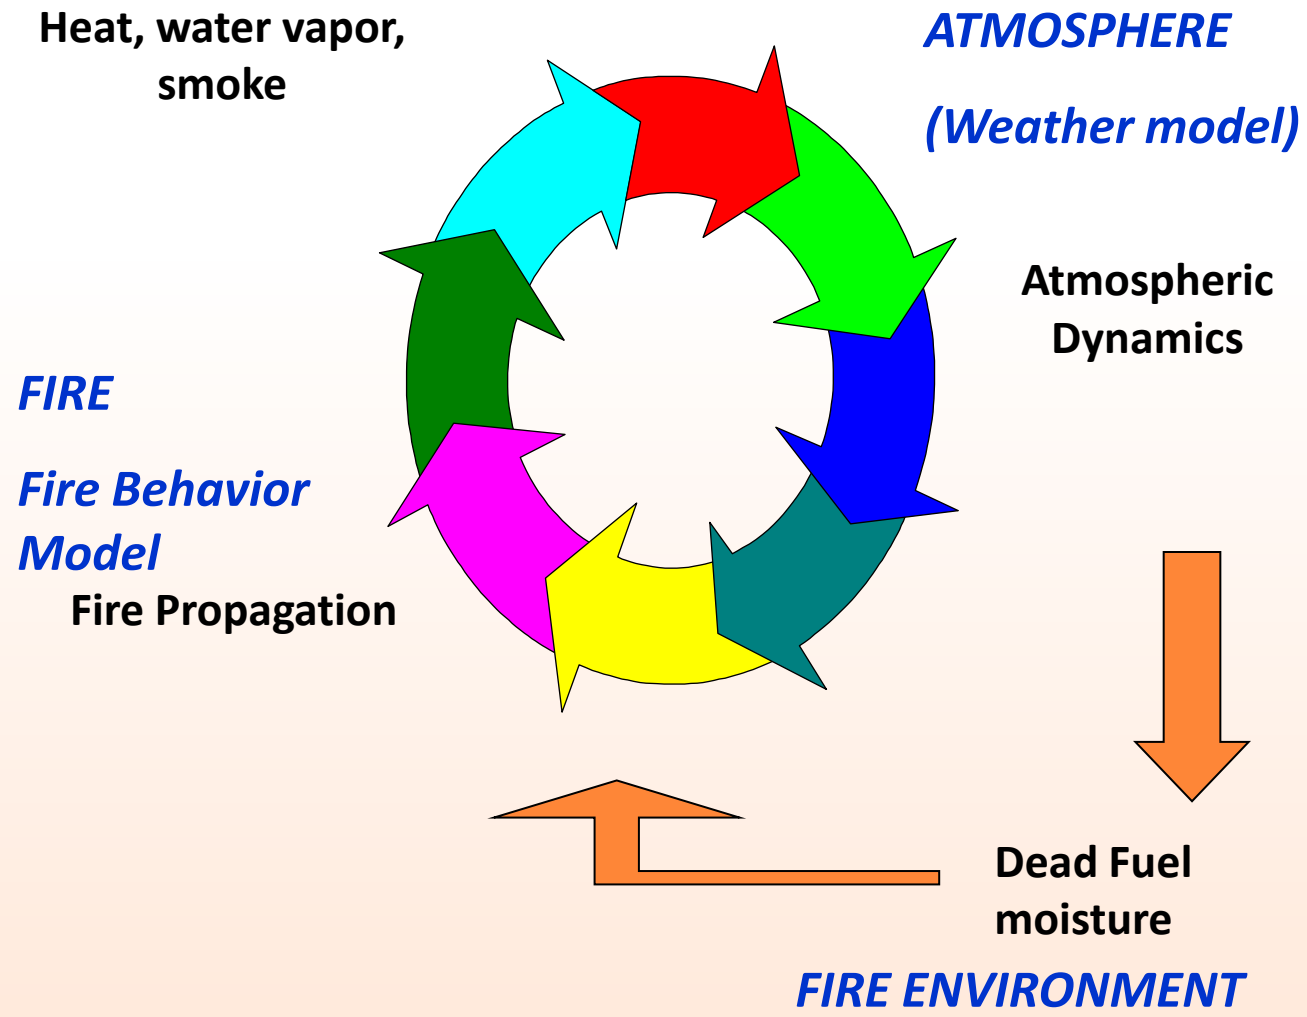 Heat, water vapor,
smoke
ATMOSPHERE
(Weather model)
Atmospheric
Dynamics
FIRE
Fire Behavior
Model
Fire Propagation
Dead Fuel
moisture
FIRE ENVIRONMENT